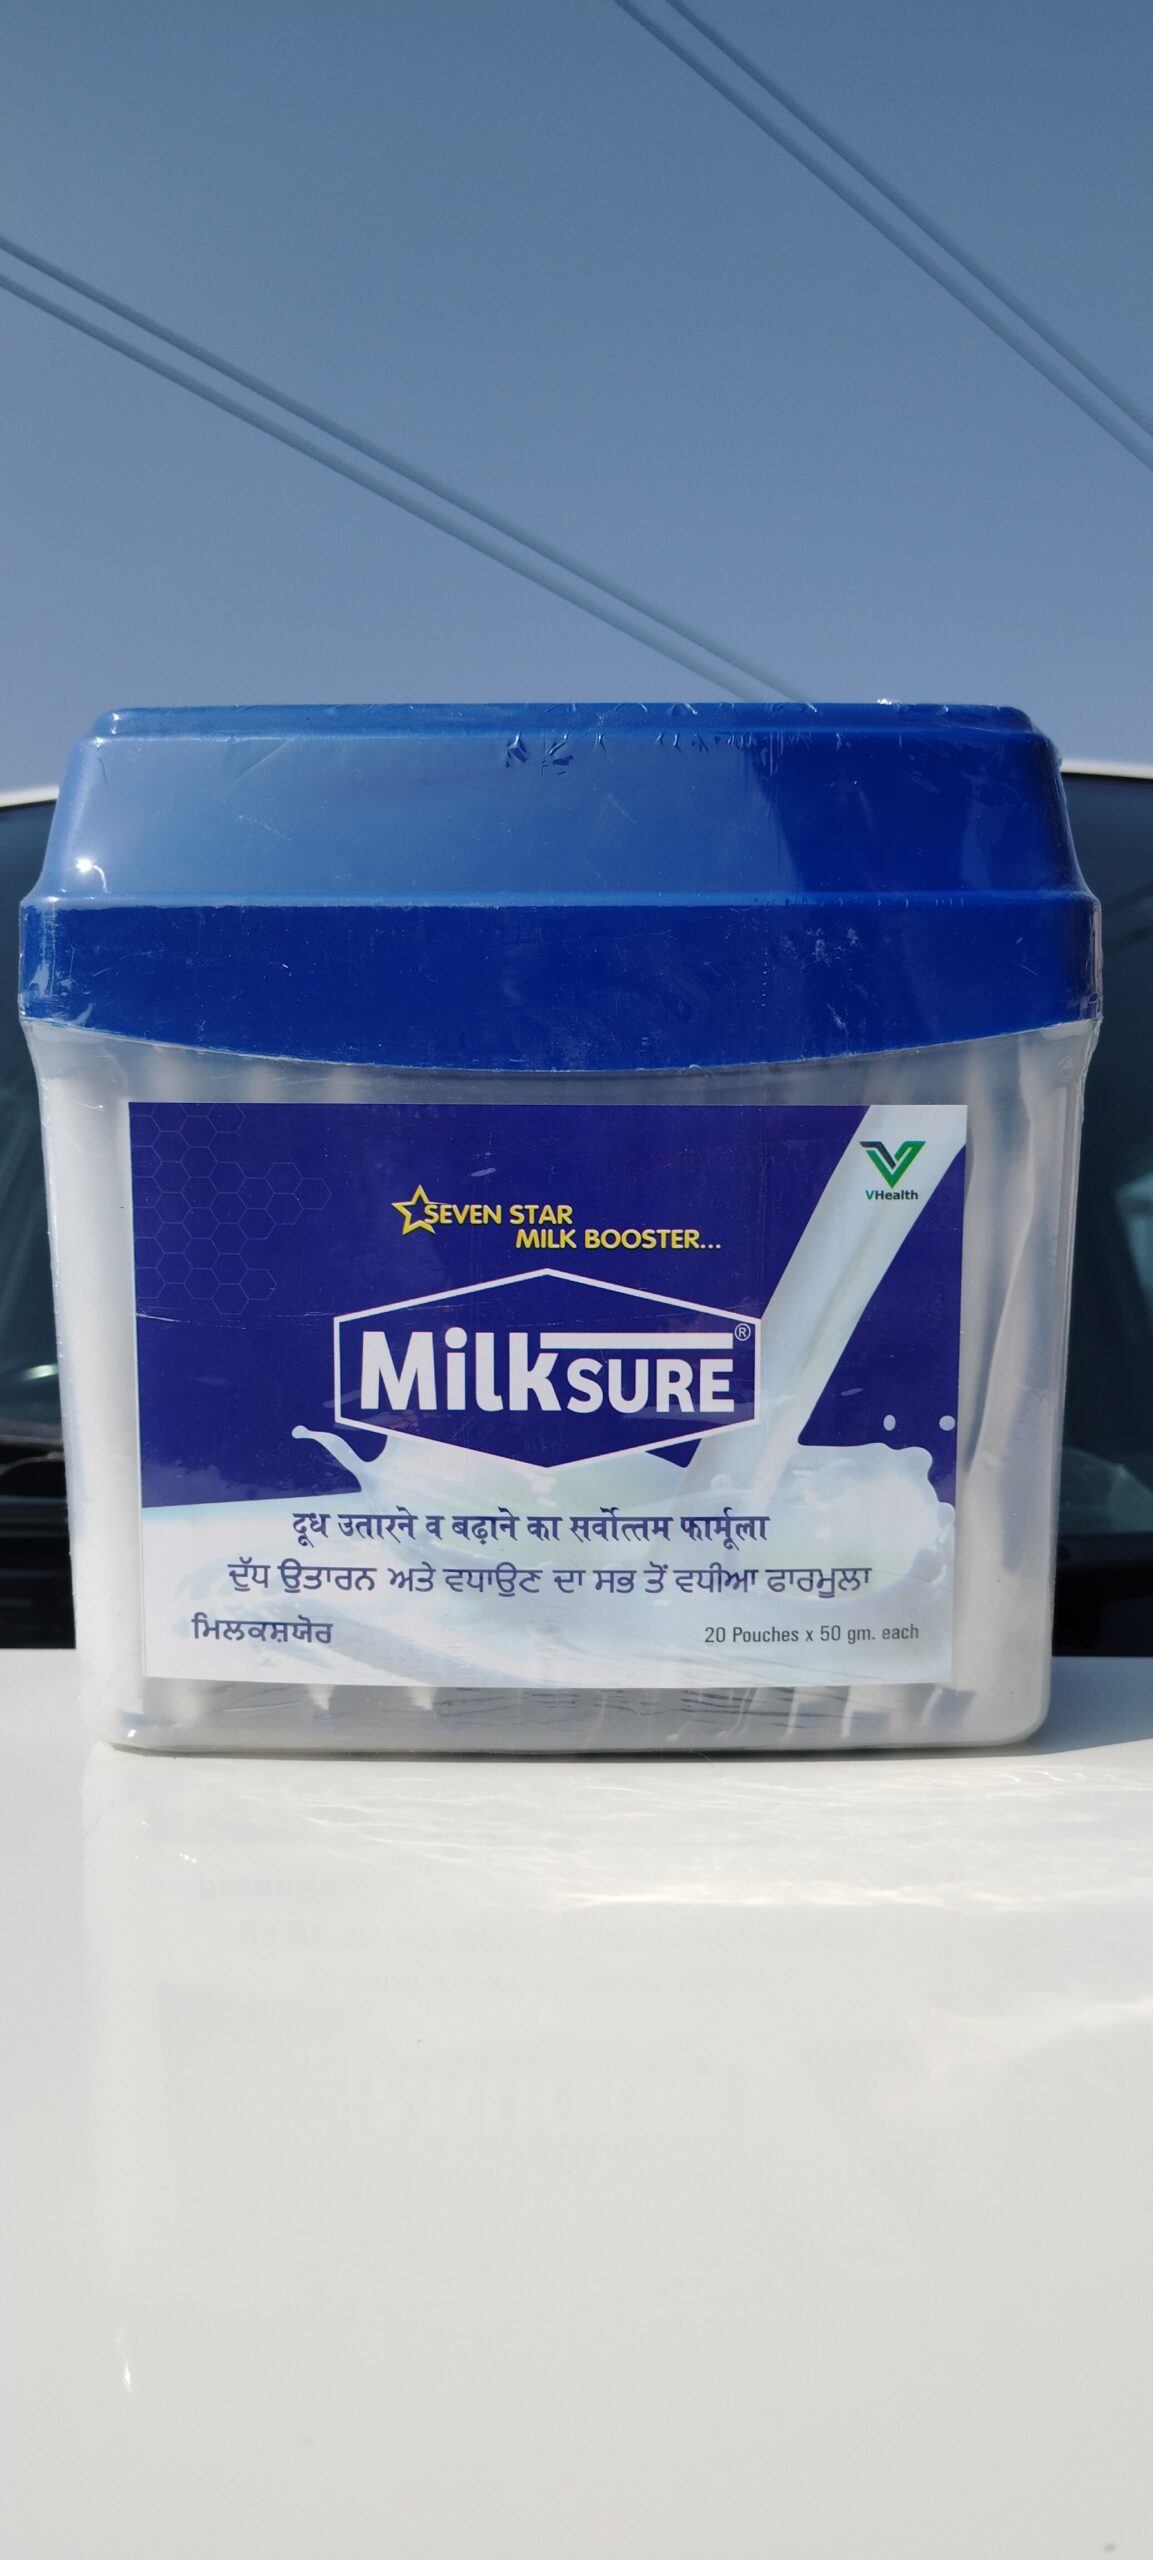 VHealth
SEVEN STAR
MILK BOOSTER...
MilkSURE®
दूध उतारने व बढ़ाने का सर्वोत्तम फार्मूला
ਦੁੱਧ ਉਤਾਰਨ ਅਤੇ ਵਧਾਉਣ ਦਾ ਸਭ ਤੋਂ ਵਧੀਆ ਫਾਰਮੂਲਾ
ਮਿਲਕਸ਼ਯੋਰ
20 Pouches x 50 gm. each